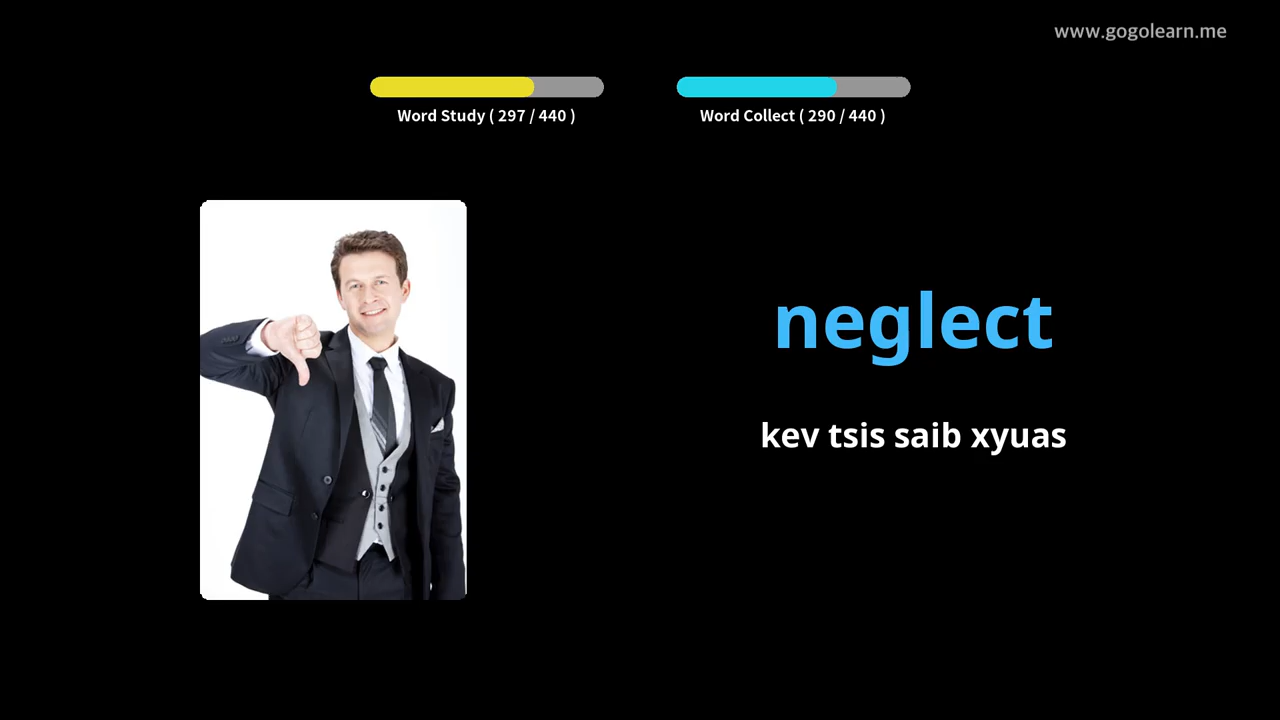 www.gogolearn.me
Word Study ( 297 / 440 )
Word Collect ( 290 / 440 )
neglect
kev tsis saib xyuas